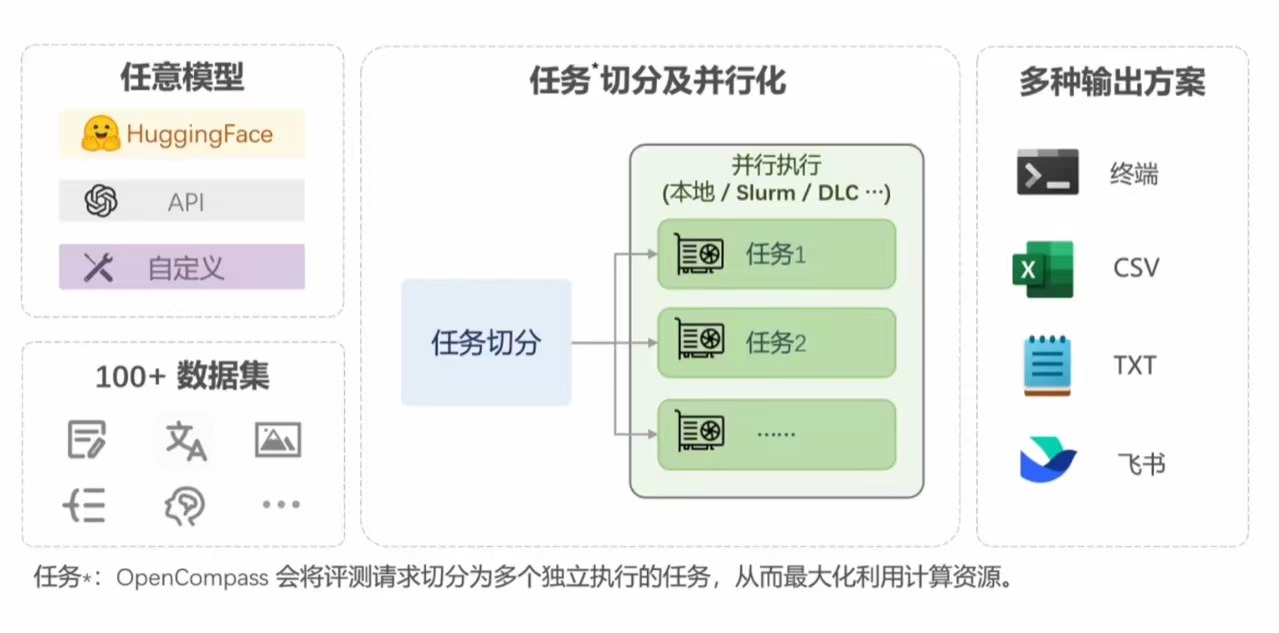 任意模型
HuggingFace
API
自定义
100+ 数据集
任务*切分及并行化
任务切分
并行执行
(本地 / Slurm / DLC ···)
任务1
任务2
······
多种输出方案
终端
CSV
TXT
飞书
任务*：OpenCompass 会将评测请求切分为多个独立执行的任务，从而最大化利用计算资源。